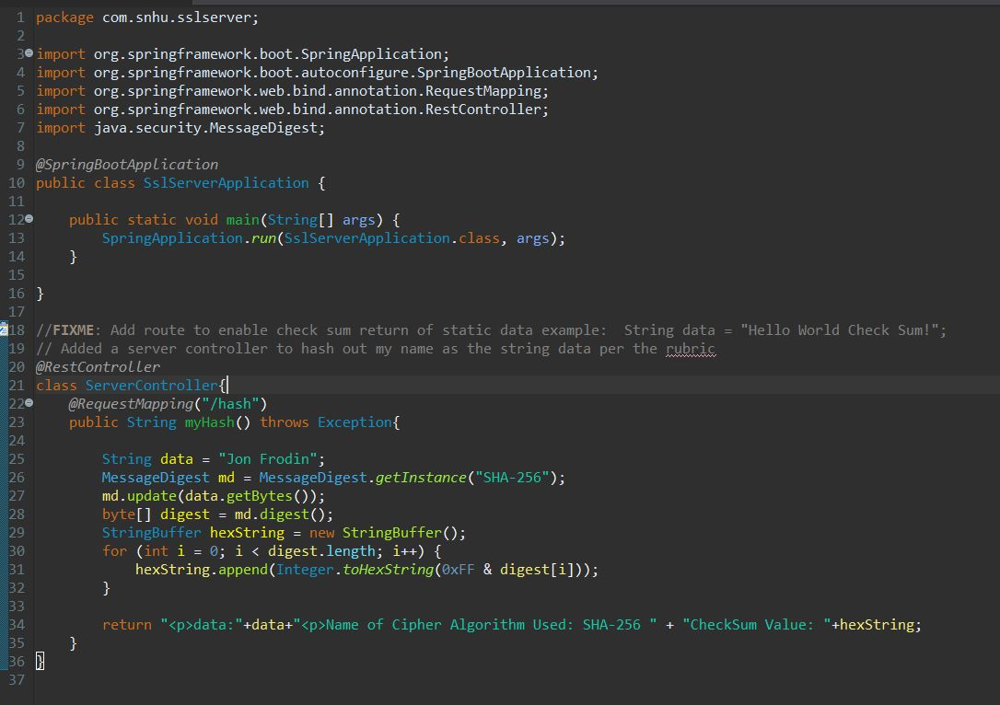 1 package com.snhu.sslserver;
2
3 import org.springframework.boot.SpringApplication;
4 import org.springframework.boot.autoconfigure.SpringBootApplication;
5 import org.springframework.web.bind.annotation.RequestMapping;
6 import org.springframework.web.bind.annotation.RestController;
7 import java.security.MessageDigest;
8
9 @SpringBootApplication
10 public class SslServerApplication {
11
12     public static void main(String[] args) {
13         SpringApplication.run(SslServerApplication.class, args);
14     }
15
16 }
17
18 //FIXME: Add route to enable check sum return of static data example:  String data = "Hello World Check Sum!";
19 // Added a server controller to hash out my name as the string data per the rubric
20 @RestController
21 class ServerController{
22     @RequestMapping("/hash")
23     public String myHash() throws Exception{
24
25         String data = "Jon Frodin";
26         MessageDigest md = MessageDigest.getInstance("SHA-256");
27         md.update(data.getBytes());
28         byte[] digest = md.digest();
29         StringBuffer hexString = new StringBuffer();
30         for (int i = 0; i < digest.length; i++) {
31             hexString.append(Integer.toHexString(0xFF & digest[i]));
32         }
33
34         return "<p>data:"+data+"<p>Name of Cipher Algorithm Used: SHA-256 " + "CheckSum Value: "+hexString;
35     }
36 }
37